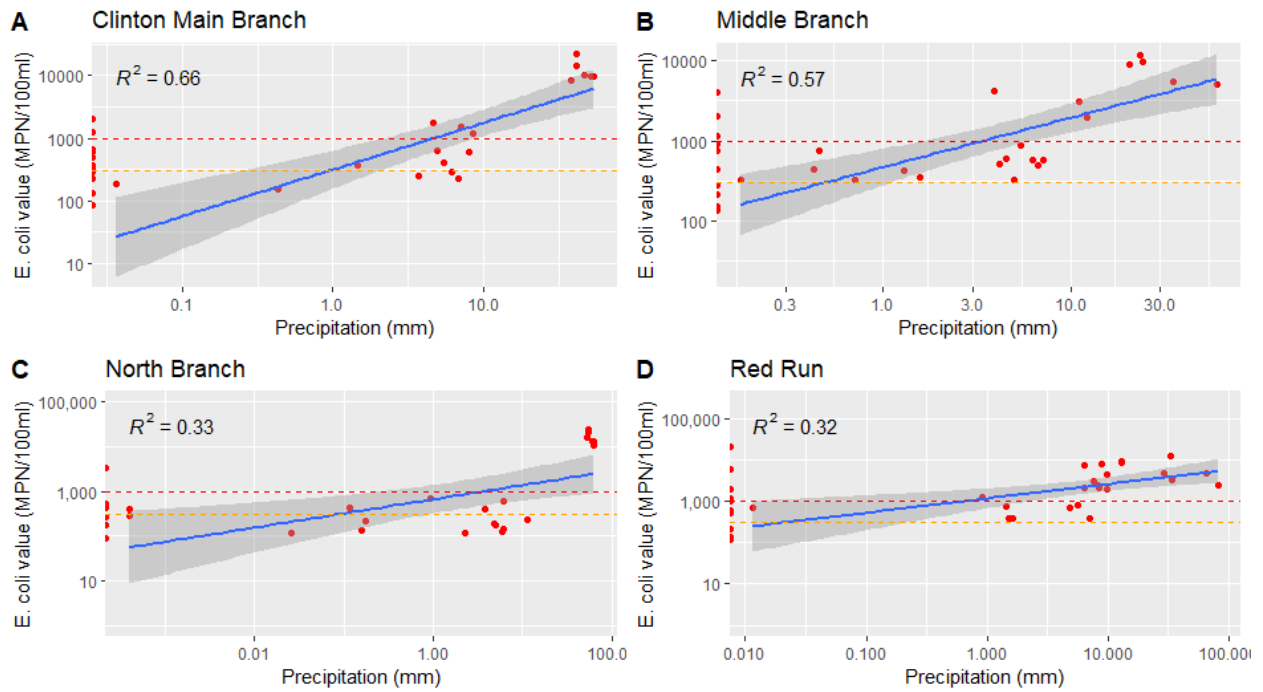 A Clinton Main Branch
R² = 0.66
10000
1000
100
10
E. coli value (MPN/100ml)
0.1 1.0 10.0
Precipitation (mm)
B Middle Branch
R² = 0.57
10000
1000
100
E. coli value (MPN/100ml)
0.3 1.0 3.0 10.0 30.0
Precipitation (mm)
C North Branch
R² = 0.33
100,000
1,000
10
E. coli value (MPN/100ml)
0.01 1.00 100.0
Precipitation (mm)
D Red Run
R² = 0.32
100,000
1,000
10
E. coli value (MPN/100ml)
0.010 0.100 1.000 10.000 100.00
Precipitation (mm)